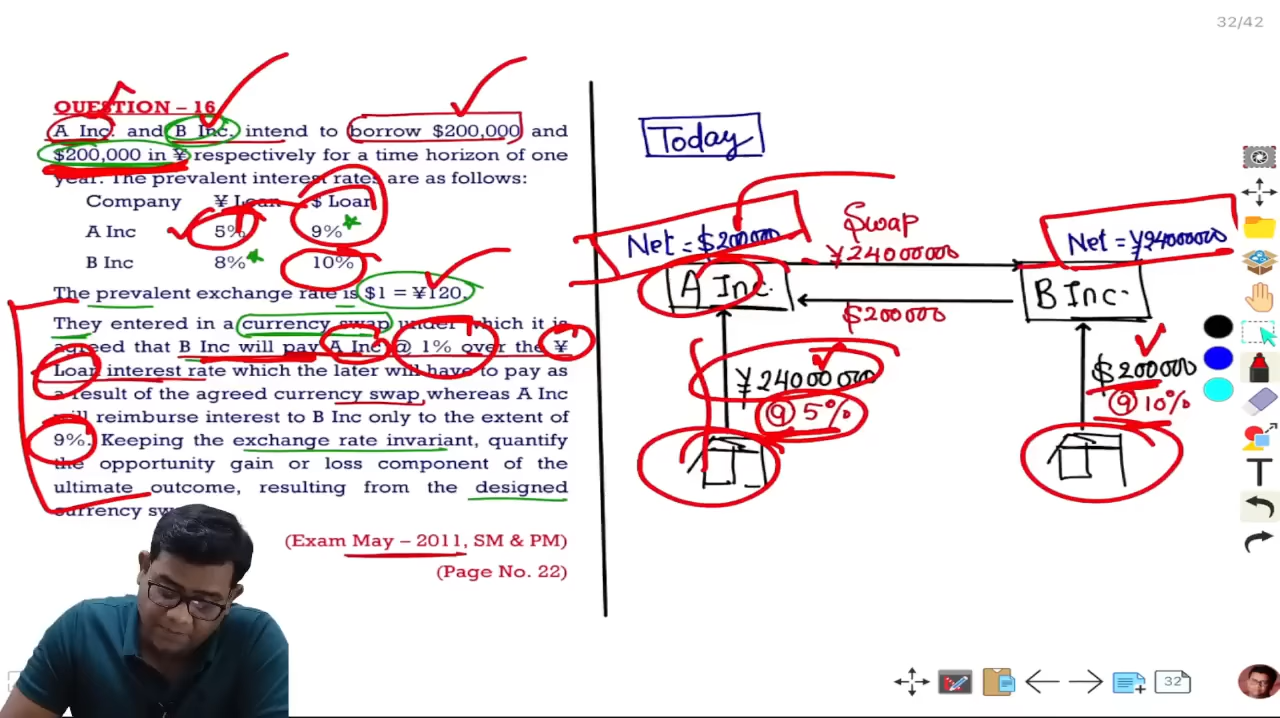 32/42
QUESTION – 16
A Inc. and B Inc. intend to borrow $200,000 and
$200,000 in ¥ respectively for a time horizon of one
year. The prevalent interest rates are as follows:
Company ¥ Loan $ Loan
A Inc 5% 9%
B Inc 8% 10%
The prevalent exchange rate is $1 = ¥120.
They entered in a currency swap under which it is
agreed that B Inc will pay A Inc @ 1% over the ¥
Loan interest rate which the later will have to pay as
a result of the agreed currency swap whereas A Inc
will reimburse interest to B Inc only to the extent of
9%. Keeping the exchange rate invariant, quantify
the opportunity gain or loss component of the
ultimate outcome, resulting from the designed
currency
(Exam May – 2011, SM & PM)
(Page No. 22)
Today
Net = $200000
Swap
¥24000000
Net = ¥24000000
A Inc.
B Inc.
$200000
¥24000000
@ 5%
$200000
@ 10%
T
32